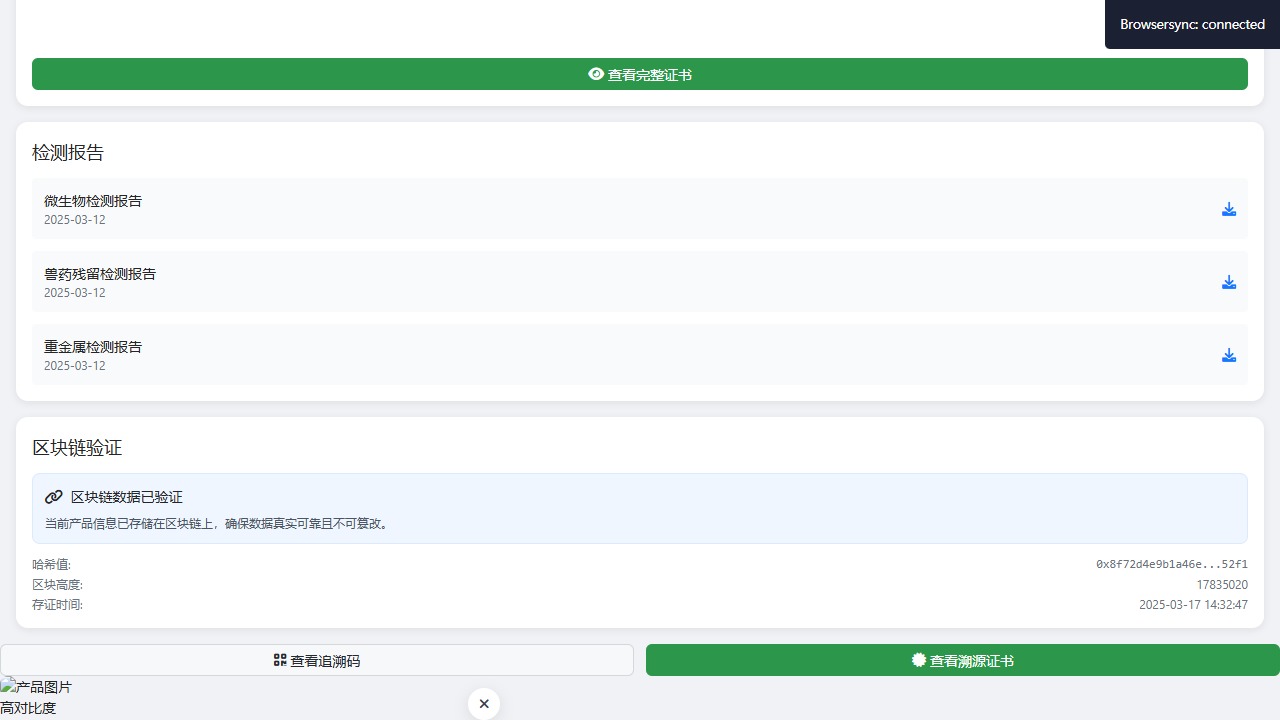 Browsersync: connected
查看完整证书
检测报告
微生物检测报告
2025-03-12
兽药残留检测报告
2025-03-12
重金属检测报告
2025-03-12
区块链验证
区块链数据已验证
当前产品信息已存储在区块链上，确保数据真实可靠且不可篡改。
哈希值: 0x8f72d4e9b1a46e...52f1
区块高度: 17835020
存证时间: 2025-03-17 14:32:47
查看追溯码 查看溯源证书
产品图片
高对比度